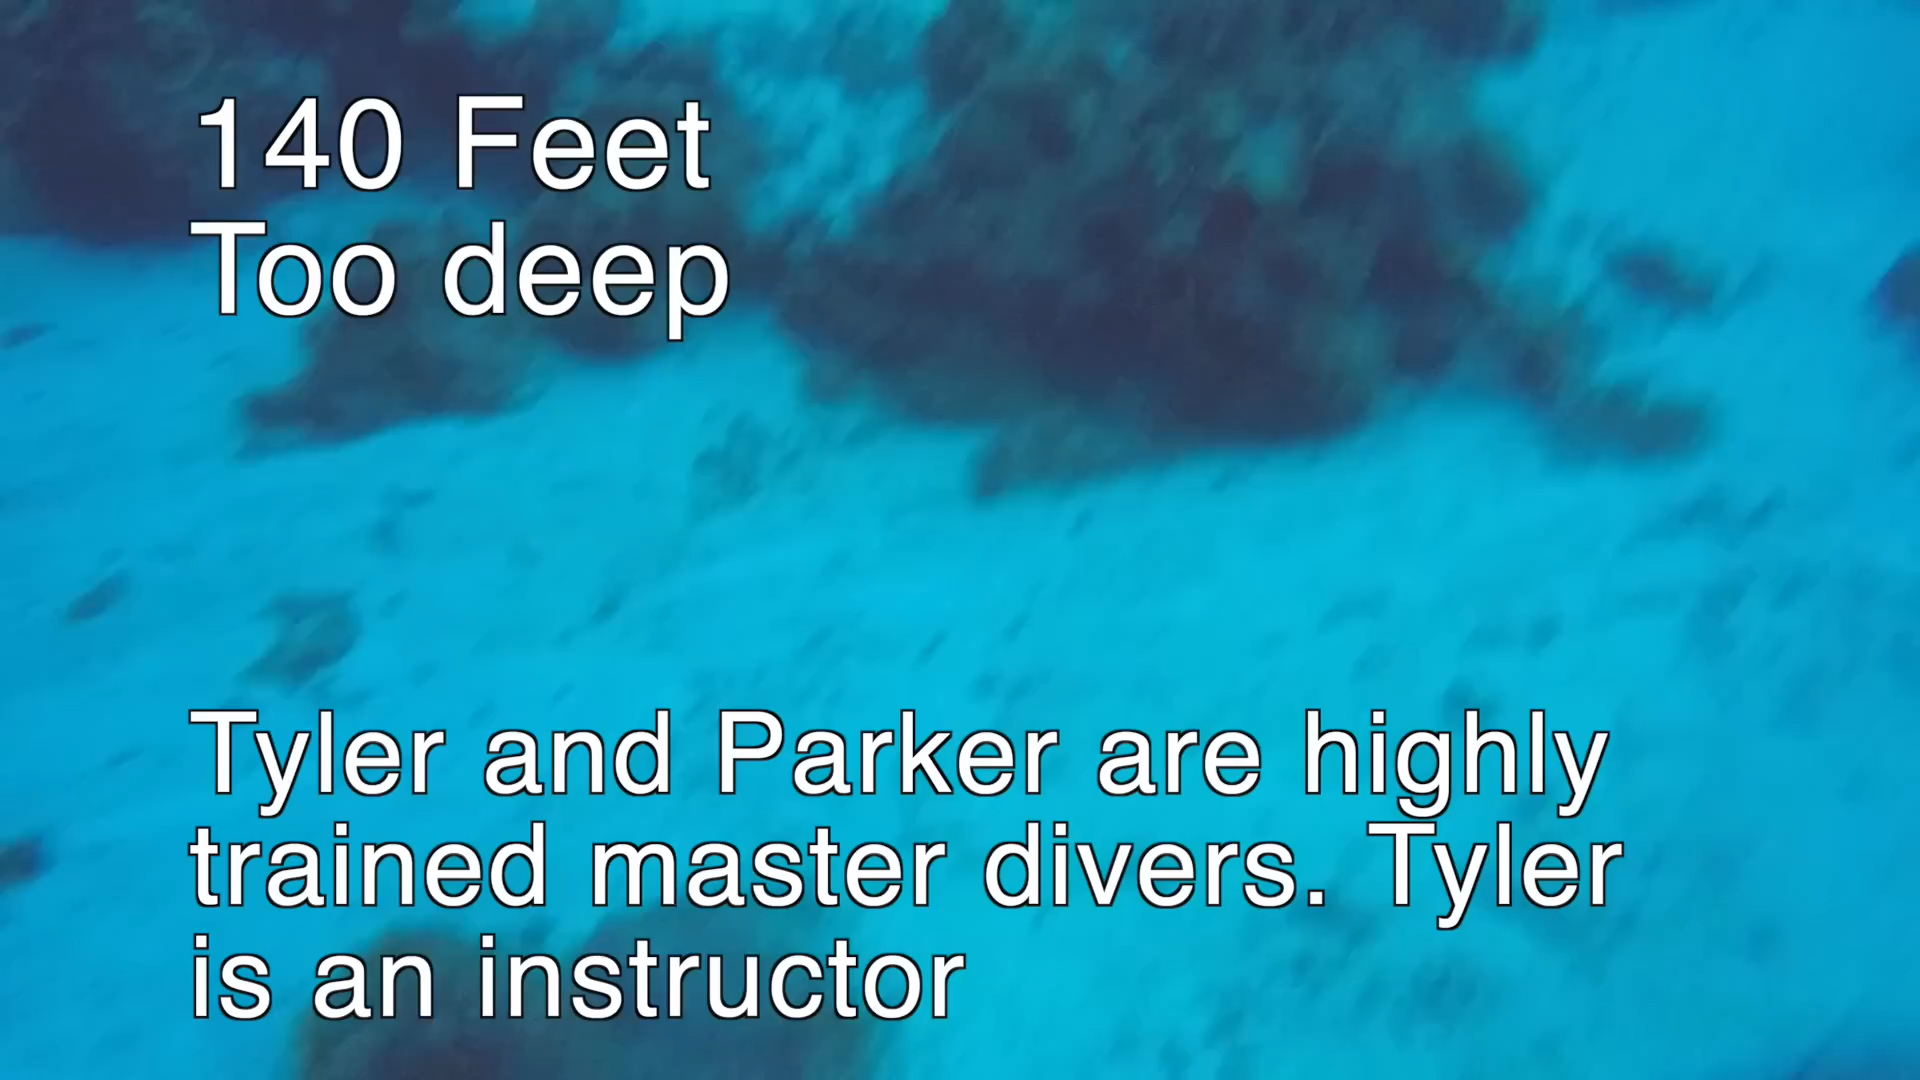 140 Feet
Too deep
Tyler and Parker are highly
trained master divers. Tyler
is an instructor